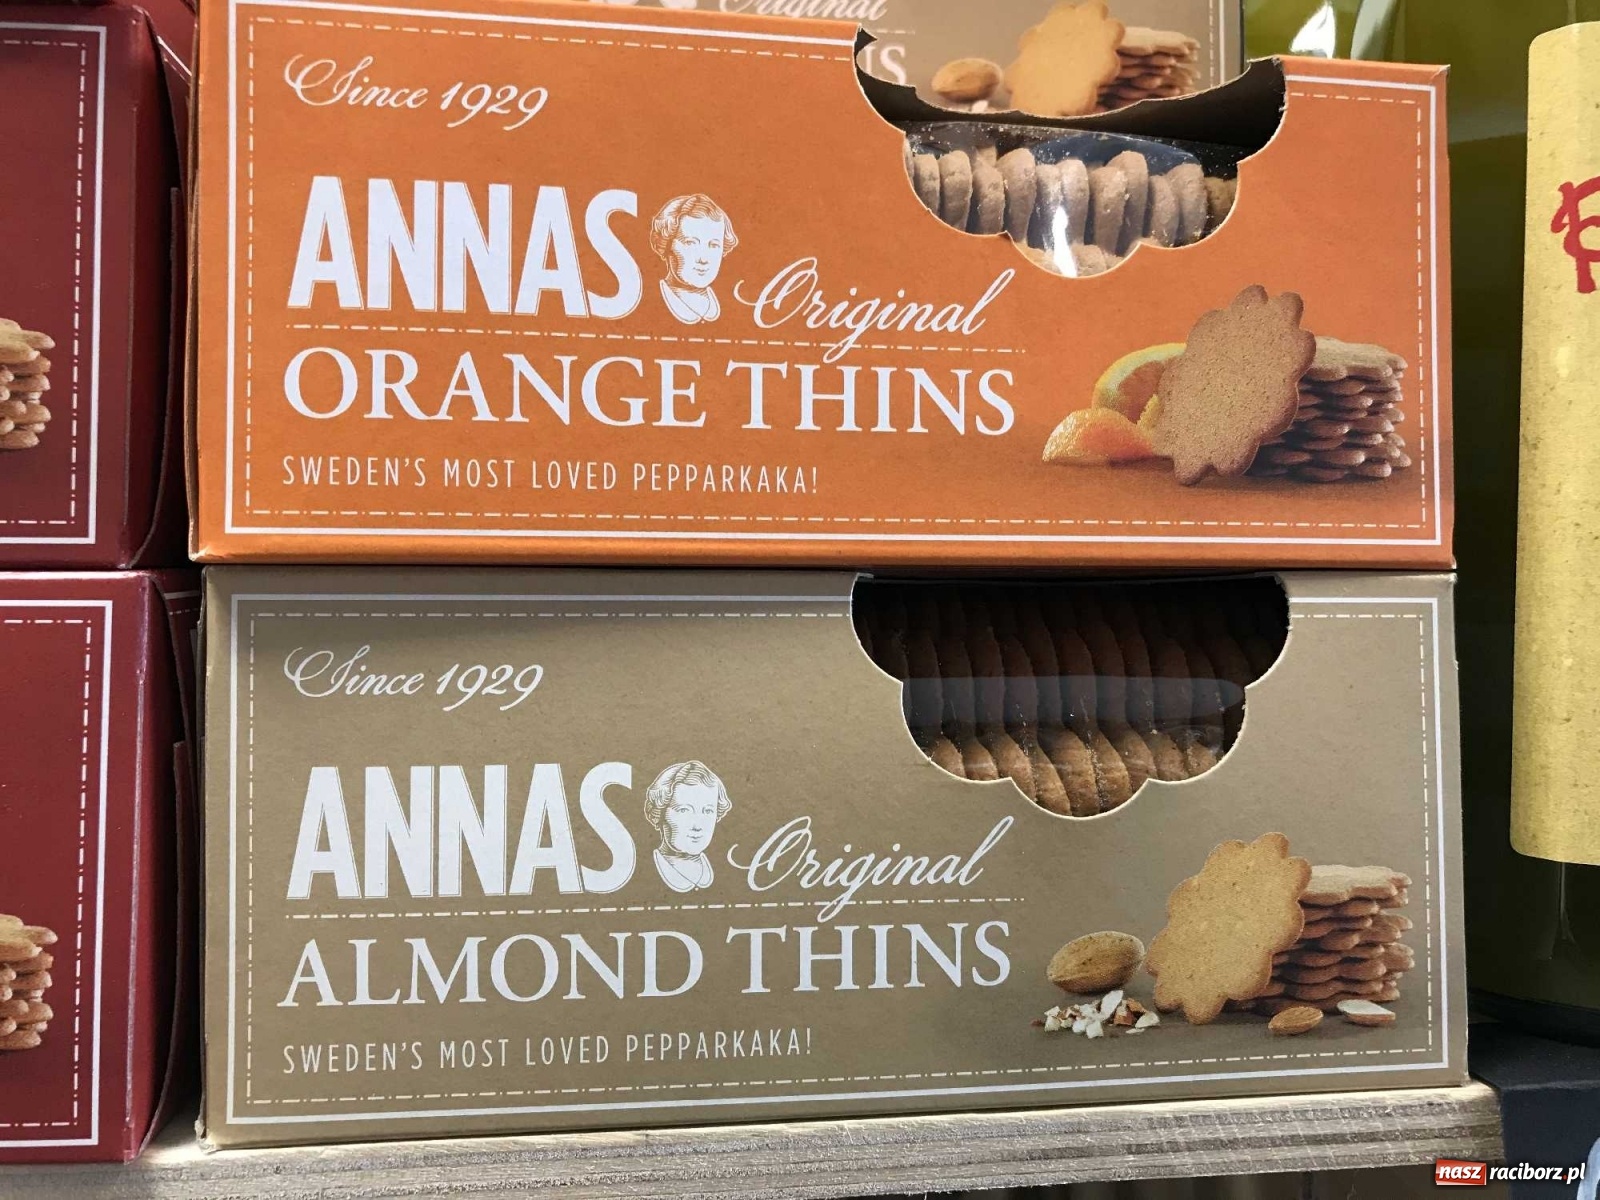 Original
Since 1929
ANNAS
Original
ORANGE THINS
SWEDEN'S MOST LOVED PEPPARKAKA!
Since 1929
ANNAS
Original
ALMOND THINS
SWEDEN'S MOST LOVED PEPPARKAKA!
nasz raciborz.pl